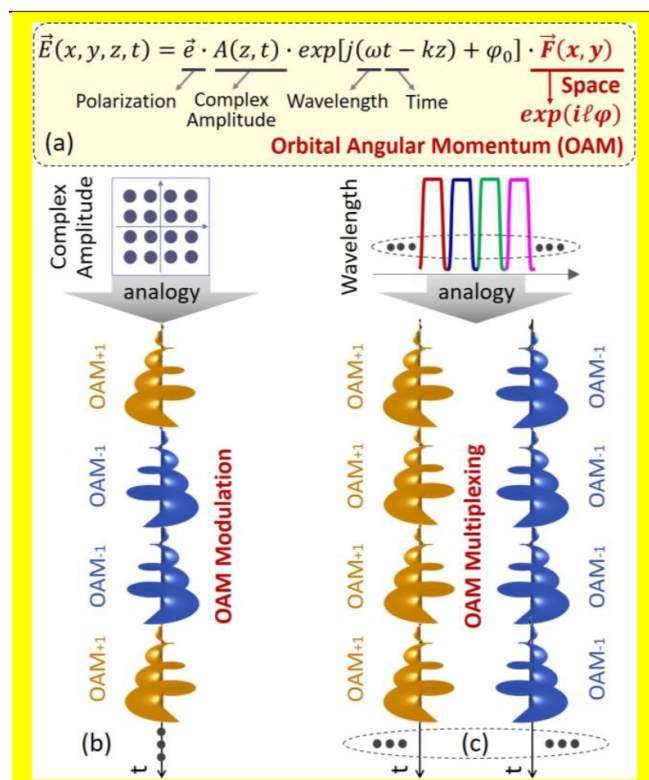 E⃗(x, y, z, t) = e⃗ · A(z, t) · exp[j(ωt − kz) + φ₀] · F⃗(x, y)
Polarization Complex Amplitude Wavelength Time Space
exp(iℓφ)
(a) Orbital Angular Momentum (OAM)
Complex
Amplitude
analogy
OAM+1
OAM-1
OAM-1
OAM+1
OAM Modulation
(b)
t
Wavelength
analogy
OAM+1
OAM+1
OAM+1
OAM+1
OAM Multiplexing
OAM-1
OAM-1
OAM-1
OAM-1
(c)
t
t